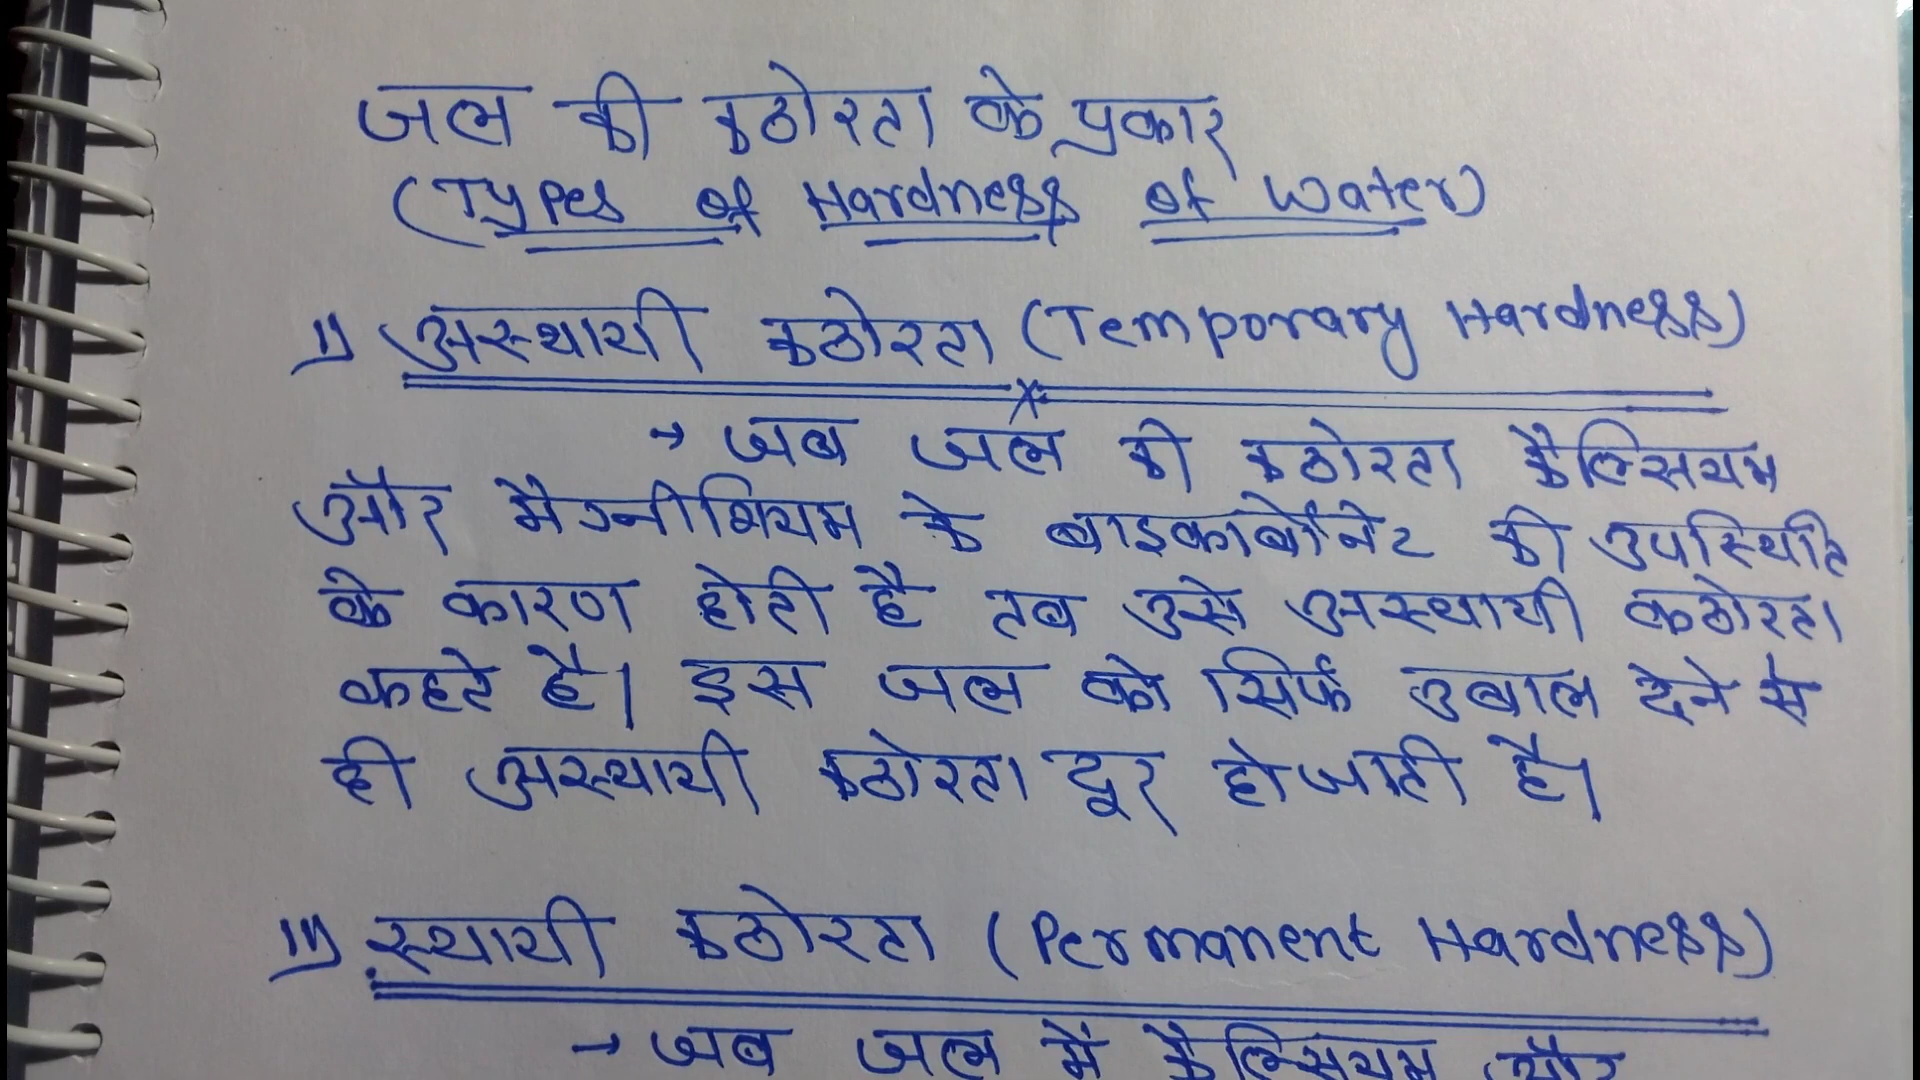 जल की कठोरता के प्रकार
(Types of Hardness of Water)
I) अस्थायी कठोरता (Temporary Hardness)
→ जब जल की कठोरता कैल्सियम
और मैग्नीशियम के बाइकार्बोनेट की उपस्थिति
के कारण होती है तब उसे अस्थायी कठोरता
कहते है। इस जल को सिर्फ उबाल देने से
ही अस्थायी कठोरता दूर हो जाती है।
II) स्थायी कठोरता (Permanent Hardness)
→ जब जल में कैल्सियम और